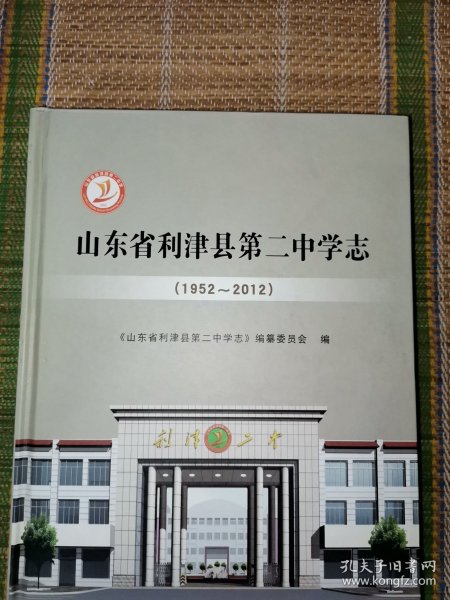 山东省利津县第二中学志
(1952~2012)
《山东省利津县第二中学志》编纂委员会 编
利津二中
孔夫子旧书网
www.kongfz.com